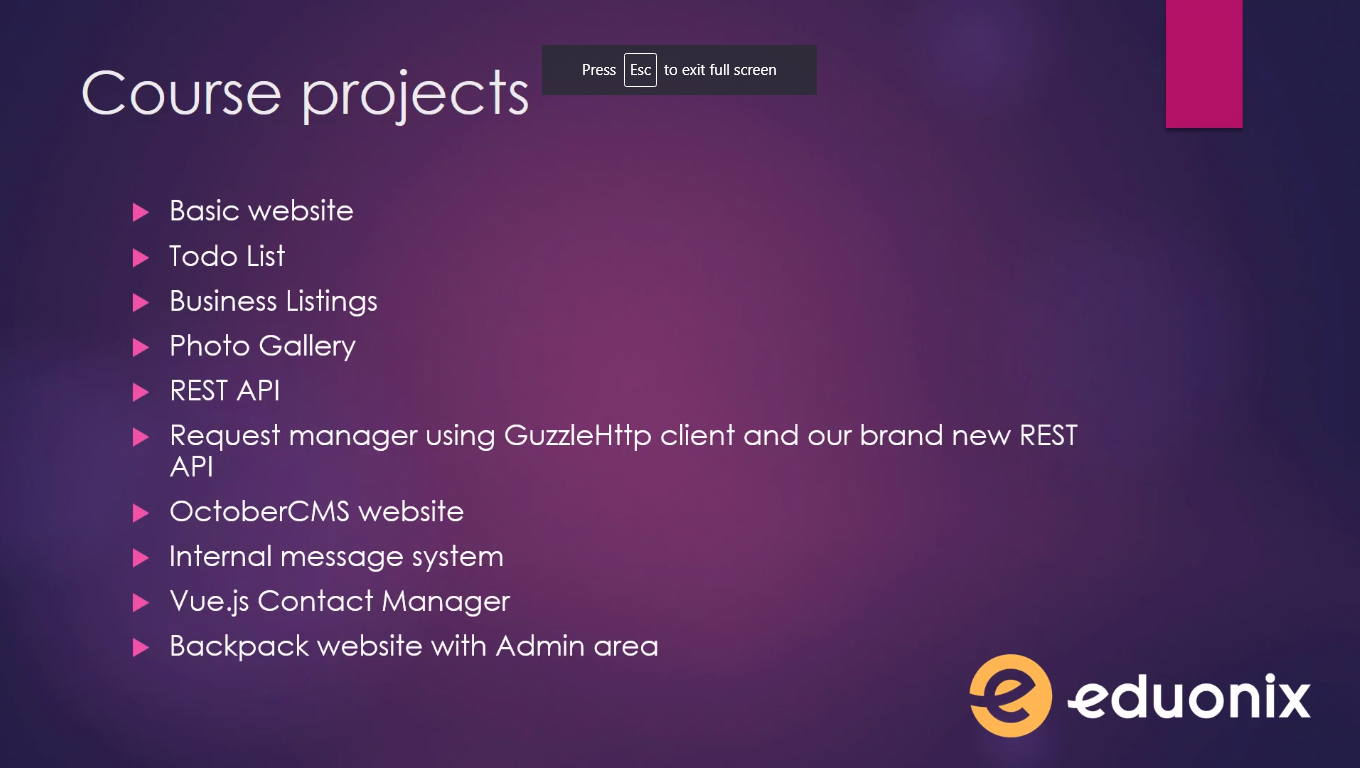 Course projects
Press Esc to exit full screen
Basic website
Todo List
Business Listings
Photo Gallery
REST API
Request manager using GuzzleHttp client and our brand new REST
API
OctoberCMS website
Internal message system
Vue.js Contact Manager
Backpack website with Admin area
e eduonix